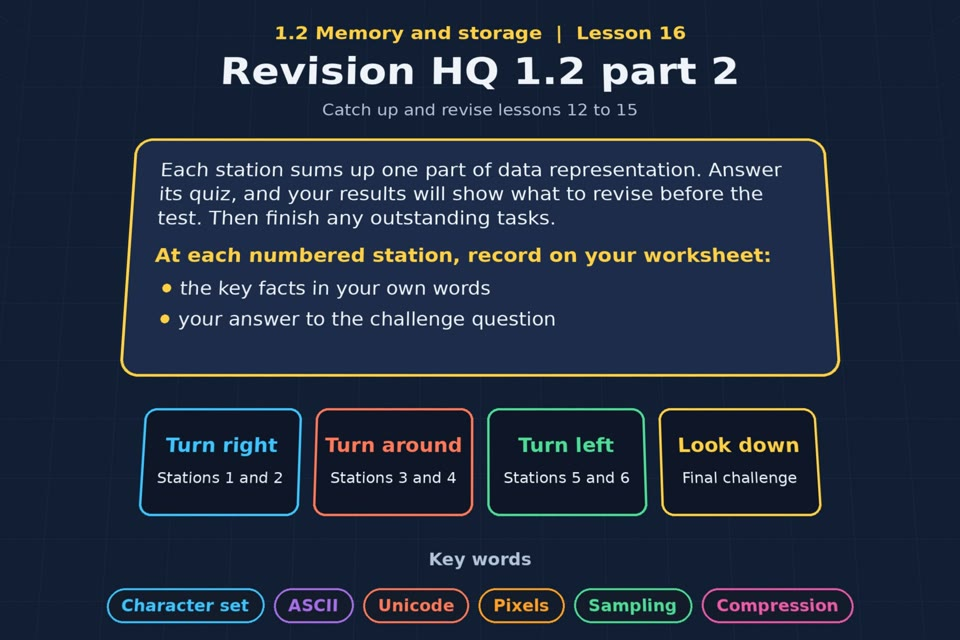 1.2 Memory and storage | Lesson 16
Revision HQ 1.2 part 2
Catch up and revise lessons 12 to 15
Each station sums up one part of data representation. Answer
its quiz, and your results will show what to revise before the
test. Then finish any outstanding tasks.
At each numbered station, record on your worksheet:
the key facts in your own words
your answer to the challenge question
Turn right
Stations 1 and 2
Turn around
Stations 3 and 4
Turn left
Stations 5 and 6
Look down
Final challenge
Key words
Character set
ASCII
Unicode
Pixels
Sampling
Compression